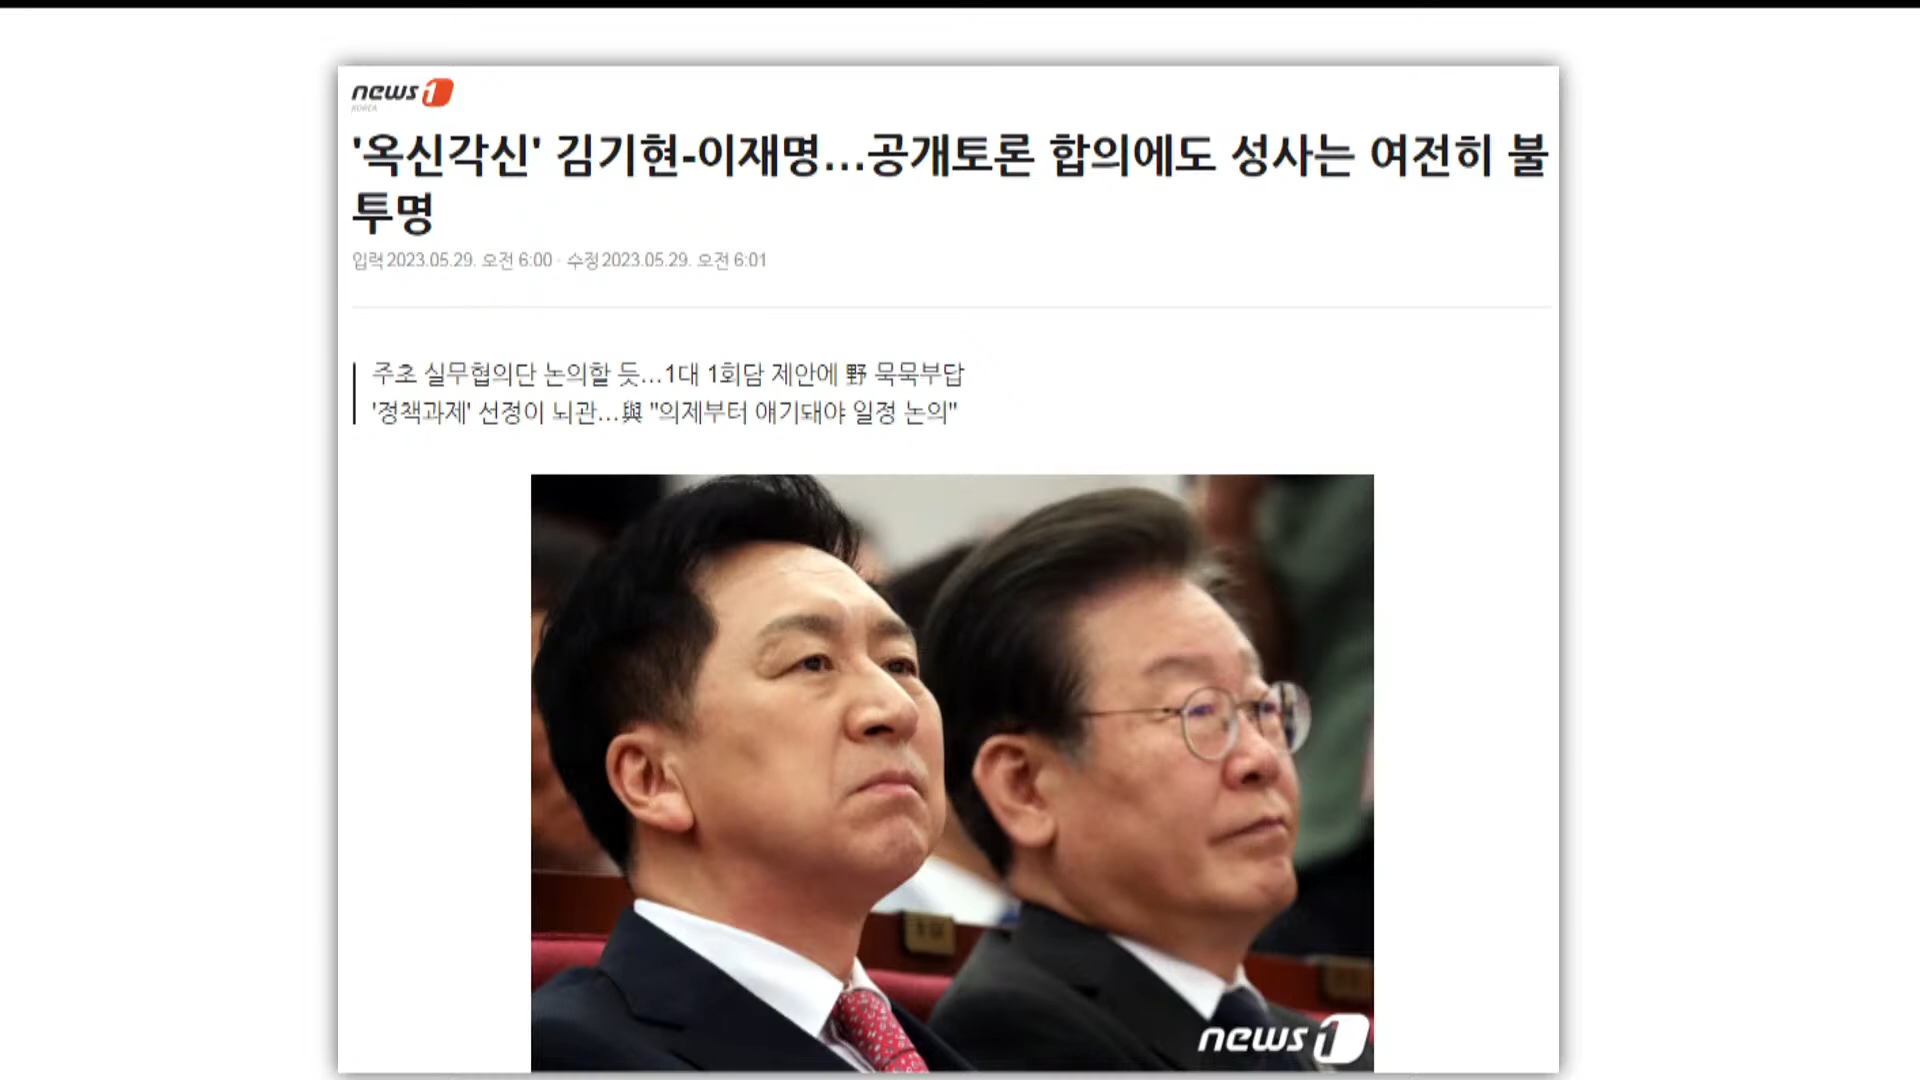 news1
KOREA
'옥신각신' 김기현-이재명…공개토론 합의에도 성사는 여전히 불
투명
입력 2023.05.29. 오전 6:00 · 수정 2023.05.29. 오전 6:01
주초 실무협의단 논의할 듯…1대 1회담 제안에 野 묵묵부답
'정책과제' 선정이 뇌관…與 "의제부터 얘기돼야 일정 논의"
news1